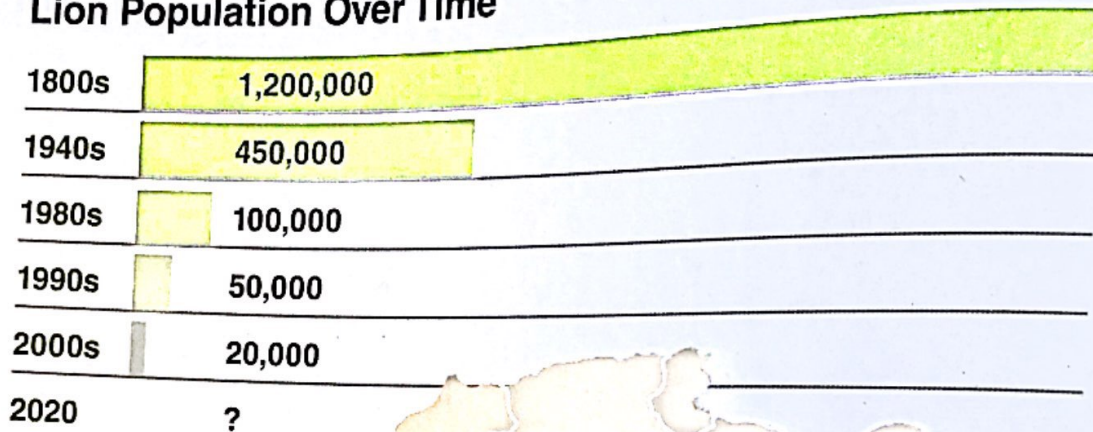 Lion Population Over Time
1800s 1,200,000
1940s 450,000
1980s 100,000
1990s 50,000
2000s 20,000
2020 ?